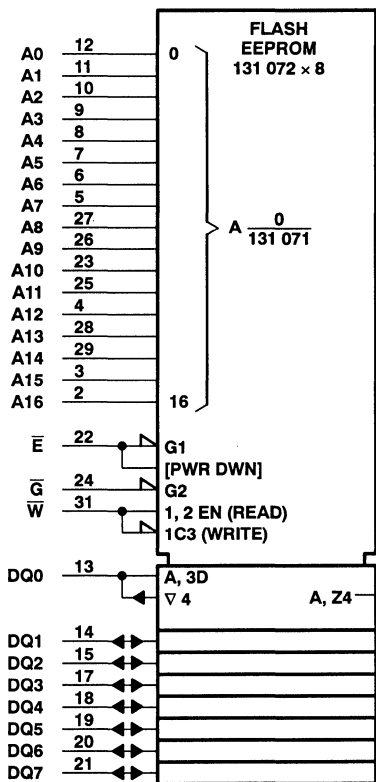 FLASH
EEPROM
131 072 × 8
A0 12 0
A1 11
A2 10
A3 9
A4 8
A5 7
A6 6
A7 5
A8 27 A 0
A9 26 131 071
A10 23
A11 25
A12 4
A13 28
A14 29
A15 3
A16 2 16
E̅ 22 G1
[PWR DWN]
G̅ 24 G2
W̅ 31 1, 2 EN (READ)
1C3 (WRITE)
DQ0 13 A, 3D
∇ 4 A, Z4
DQ1 14
DQ2 15
DQ3 17
DQ4 18
DQ5 19
DQ6 20
DQ7 21